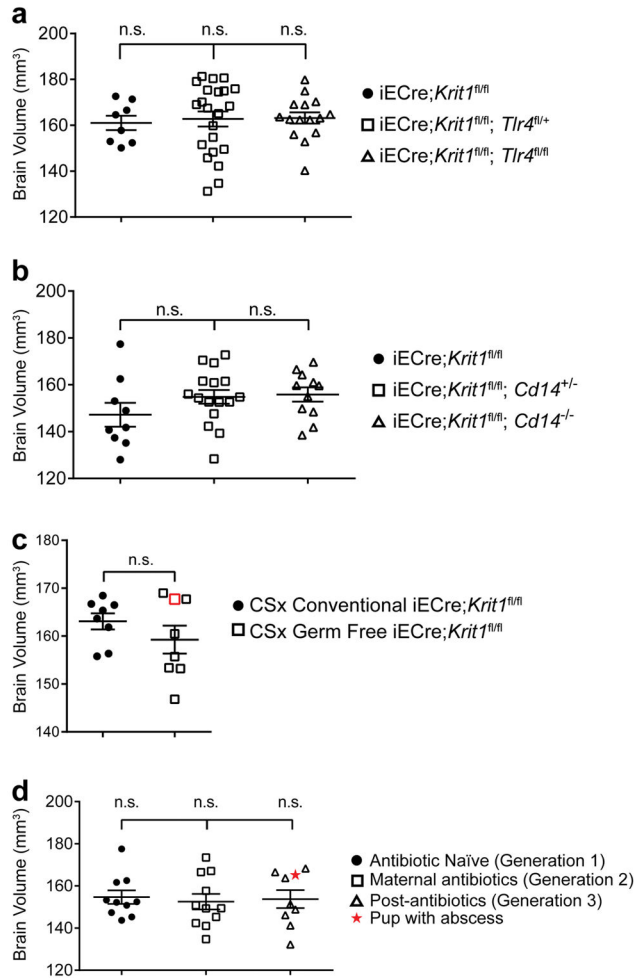 a
n.s. n.s. n.s.
200
180
160
140
120
Brain Volume (mm³)
iECre;Krit1fl/fl
iECre;Krit1fl/fl; Tlr4fl/+
iECre;Krit1fl/fl; Tlr4fl/fl
b
n.s. n.s.
200
180
160
140
120
Brain Volume (mm³)
iECre;Krit1fl/fl
iECre;Krit1fl/fl; Cd14+/-
iECre;Krit1fl/fl; Cd14-/-
c
n.s.
180
170
160
150
140
Brain Volume (mm³)
CSx Conventional iECre;Krit1fl/fl
CSx Germ Free iECre;Krit1fl/fl
d
n.s. n.s. n.s.
200
180
160
140
120
Brain Volume (mm³)
Antibiotic Naïve (Generation 1)
Maternal antibiotics (Generation 2)
Post-antibiotics (Generation 3)
Pup with abscess